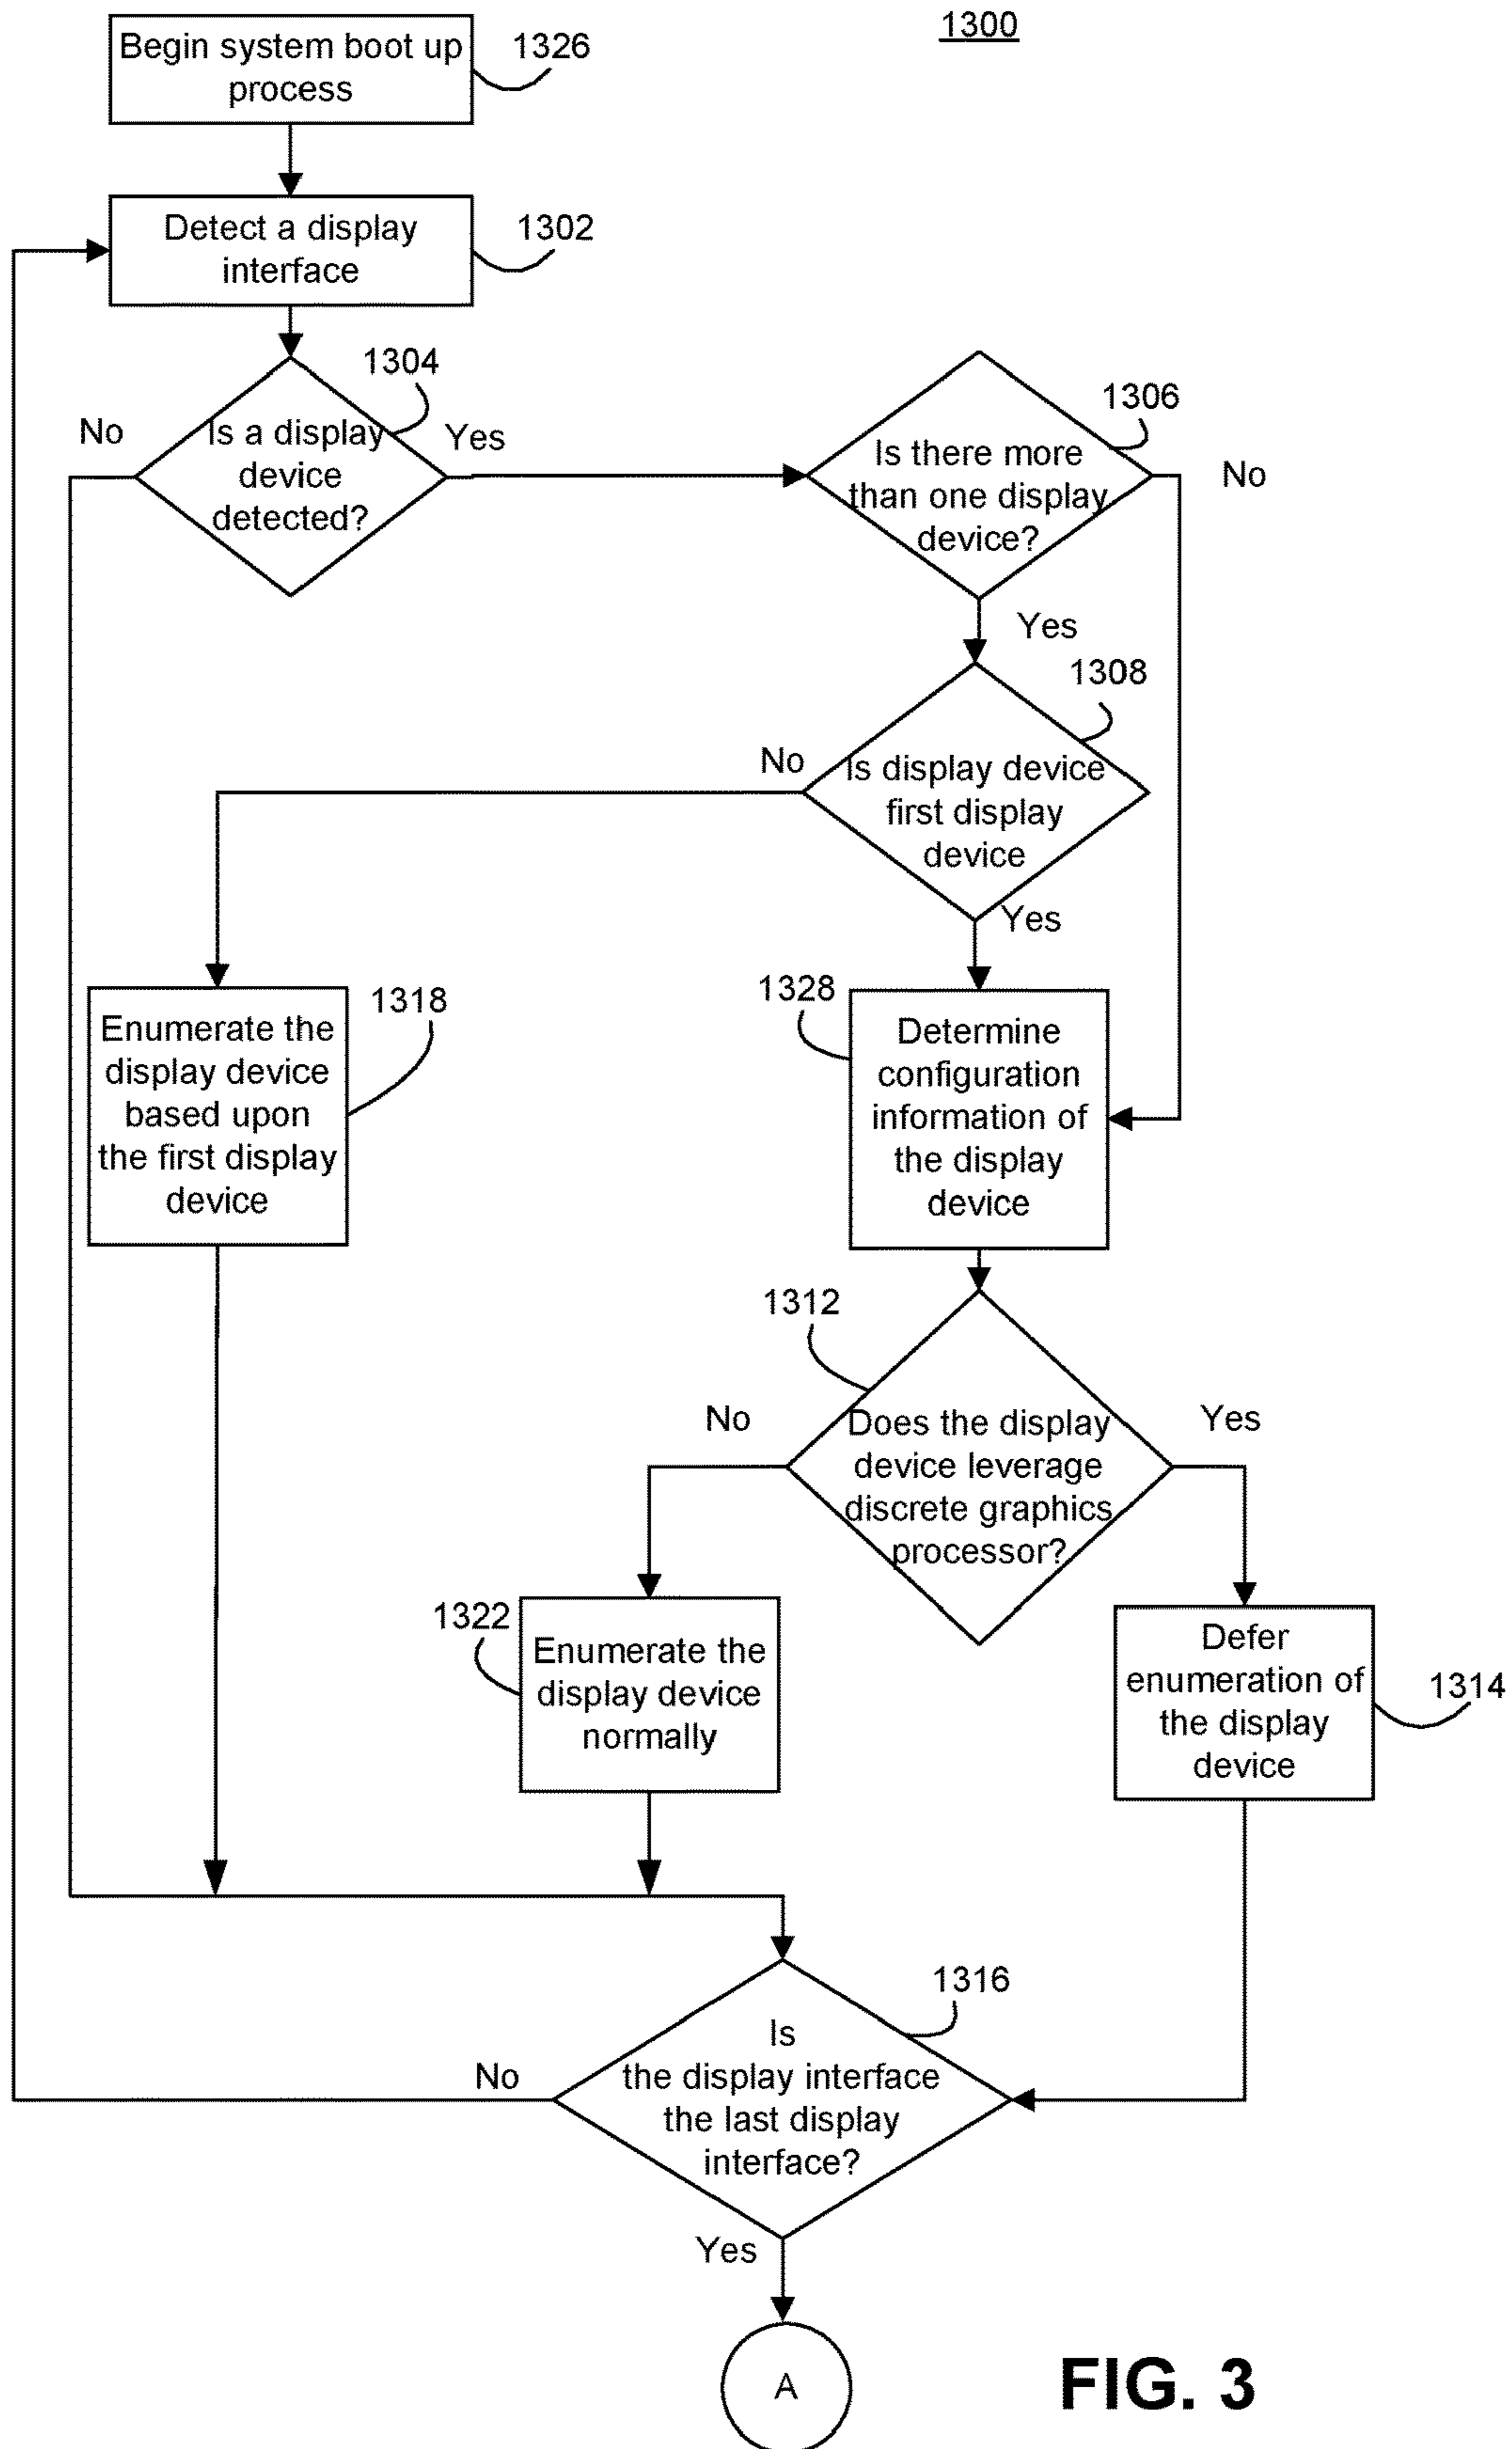 1300
Begin system boot up
process
1326
Detect a display
interface
1302
1304
No
Is a display
device
detected?
Yes
1306
Is there more
than one display
device?
No
Yes
1308
No
Is display device
first display
device
Yes
1318
Enumerate the
display device
based upon
the first display
device
1328
Determine
configuration
information of
the display
device
1312
No
Does the display
device leverage
discrete graphics
processor?
Yes
1322
Enumerate the
display device
normally
Defer
enumeration of
the display
device
1314
1316
Is
the display interface
the last display
interface?
No
Yes
A
FIG. 3